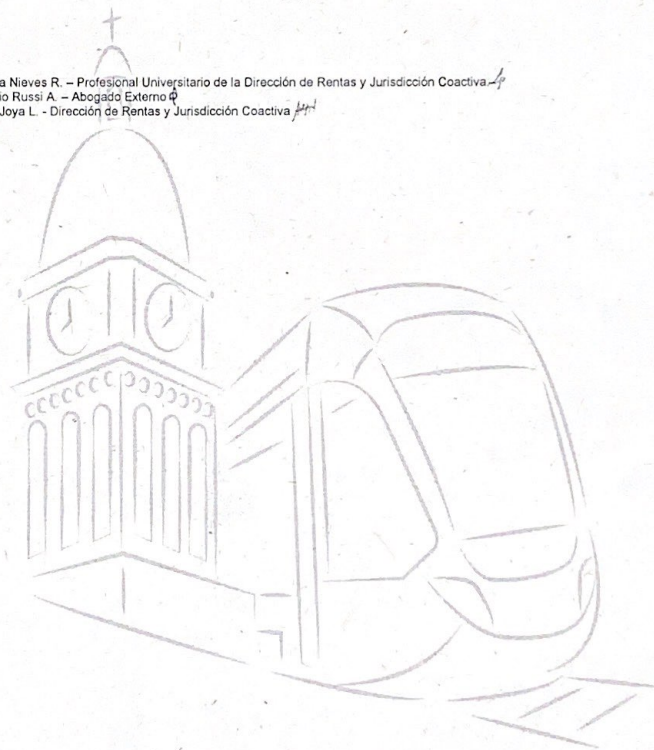 a Nieves R. – Profesional Universitario de la Dirección de Rentas y Jurisdicción Coactiva
io Russi A. – Abogado Externo
Joya L. - Dirección de Rentas y Jurisdicción Coactiva